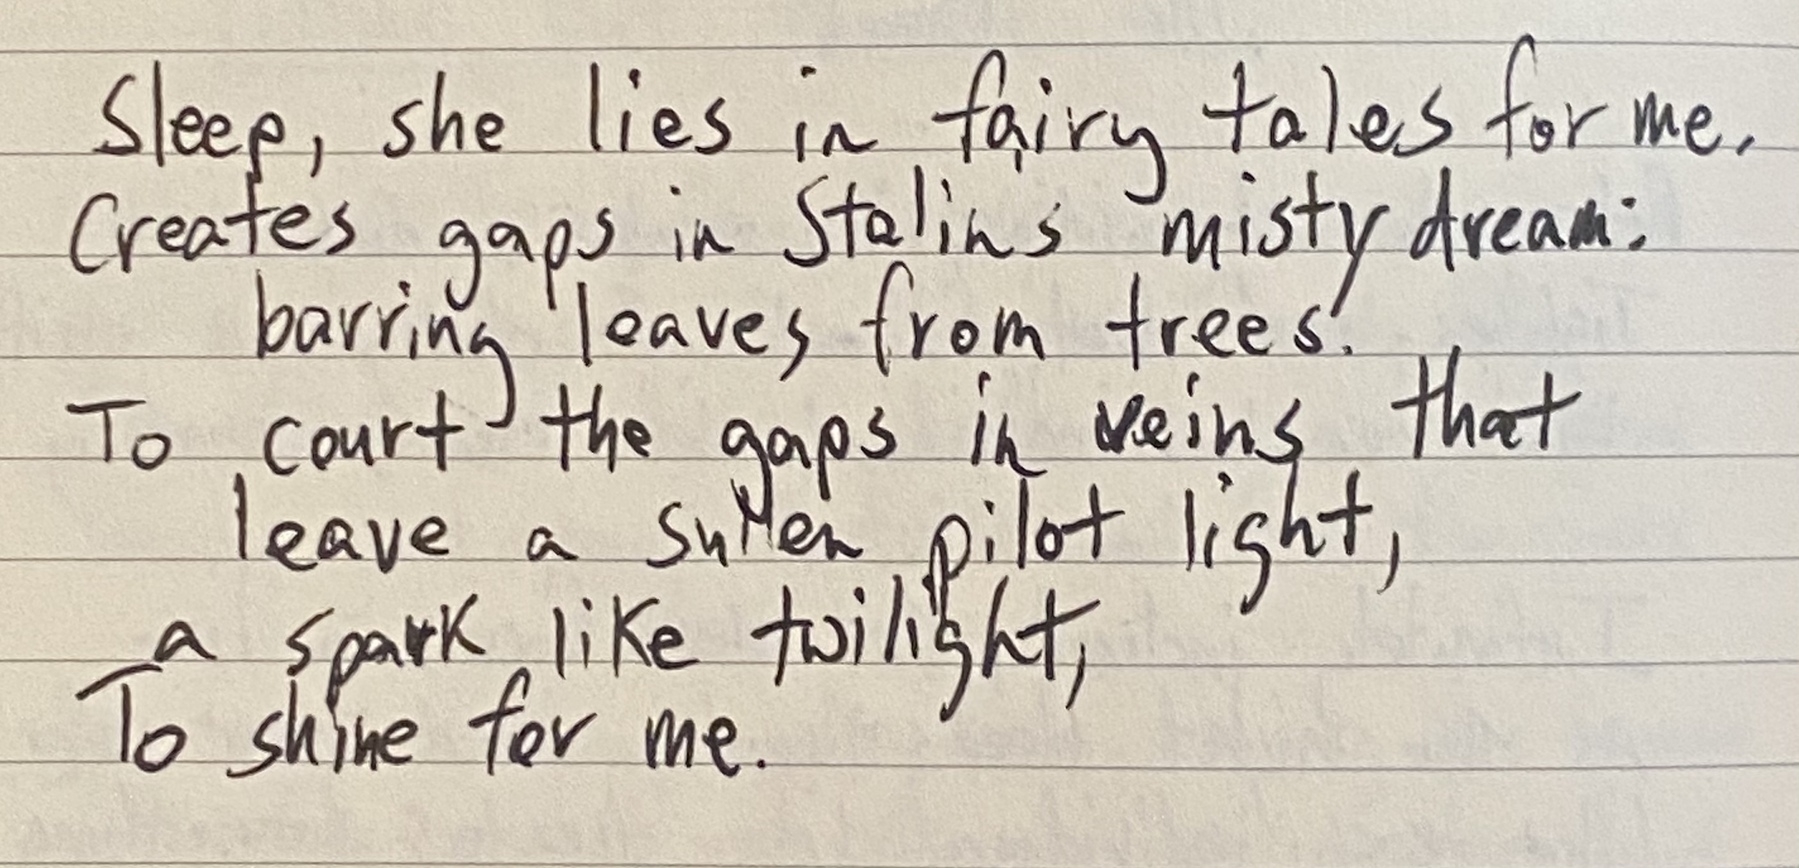 Sleep, she lies in fairy tales for me.
Creates gaps in Stalins misty dream:
barring leaves from trees.
To court the gaps in veins that
leave a sullen pilot light,
a spark like twilight,
To shine for me.